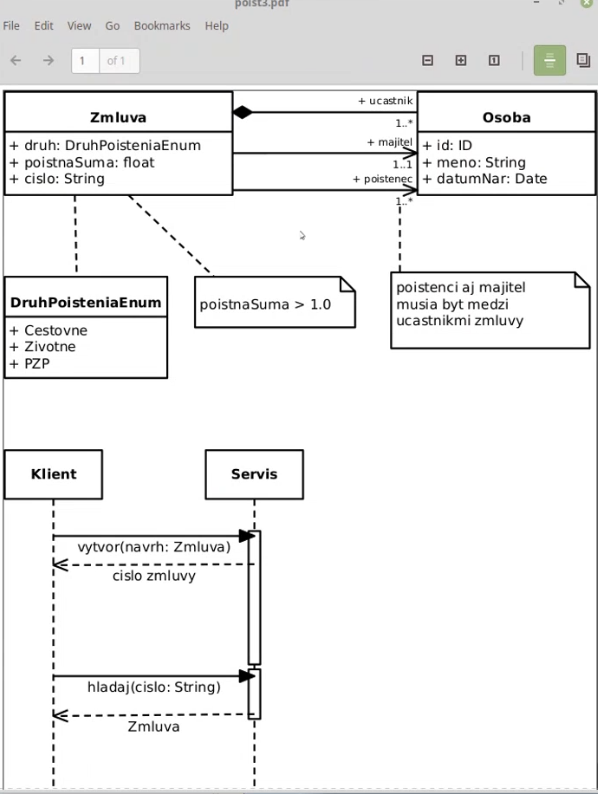 poist3.pdf
File Edit View Go Bookmarks Help
1 of 1
Zmluva
+ druh: DruhPoisteniaEnum
+ poistnaSuma: float
+ cislo: String
+ ucastnik
1..*
+ majitel
1..1
+ poistenec
1..*
Osoba
+ id: ID
+ meno: String
+ datumNar: Date
DruhPoisteniaEnum
+ Cestovne
+ Zivotne
+ PZP
poistnaSuma > 1.0
poistenci aj majitel
musia byt medzi
ucastnikmi zmluvy
Klient
Servis
vytvor(navrh: Zmluva)
cislo zmluvy
hladaj(cislo: String)
Zmluva